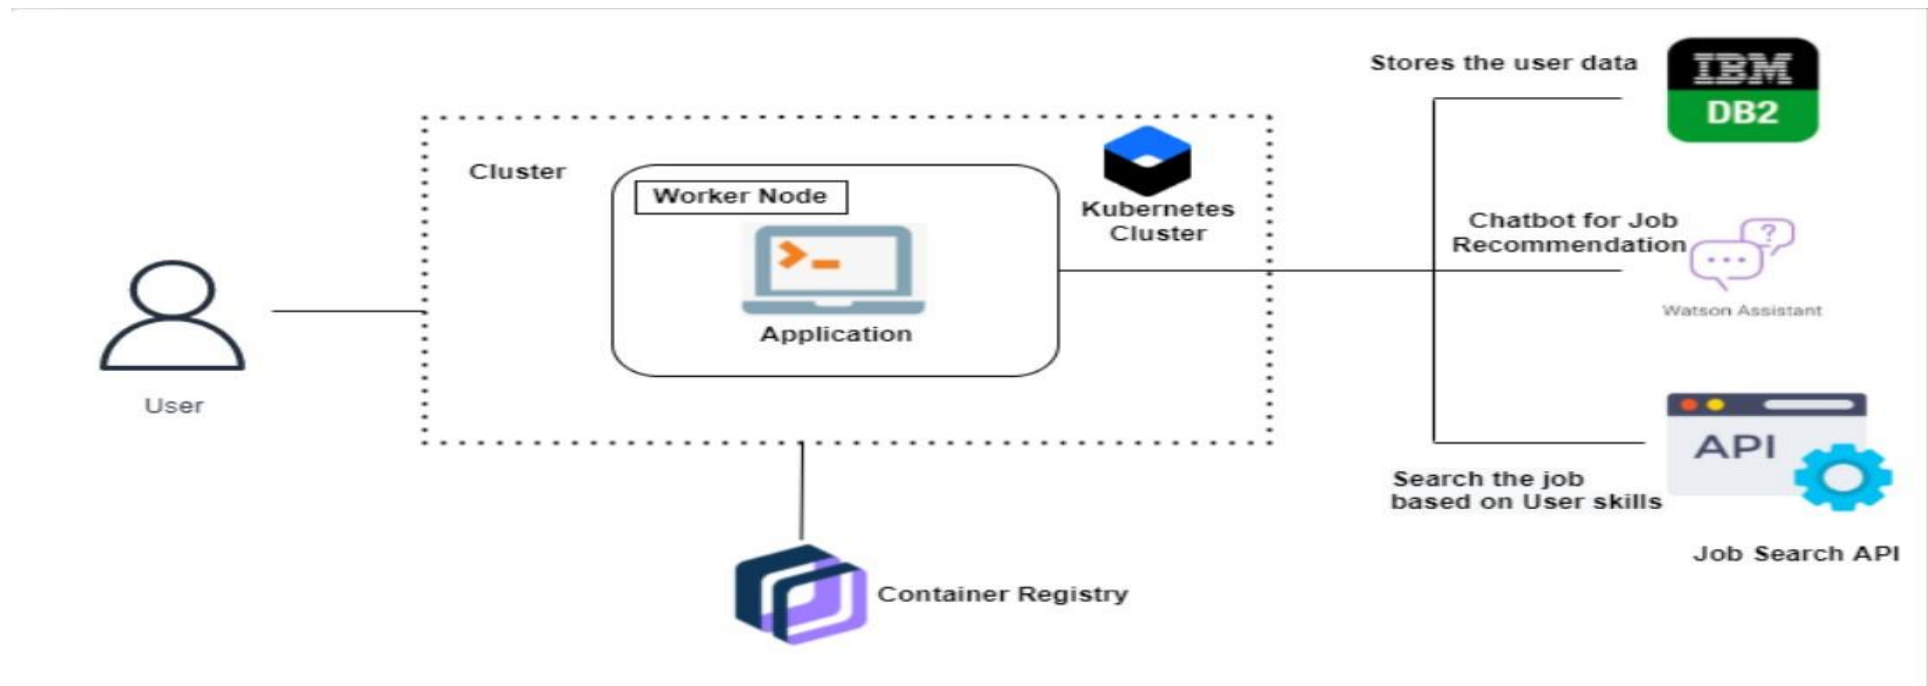 Stores the user data
IBM
DB2
Cluster
Worker Node
Kubernetes
Cluster
Chatbot for Job
Recommendation
?
Application
Watson Assistant
User
API
Search the job
based on User skills
Job Search API
Container Registry